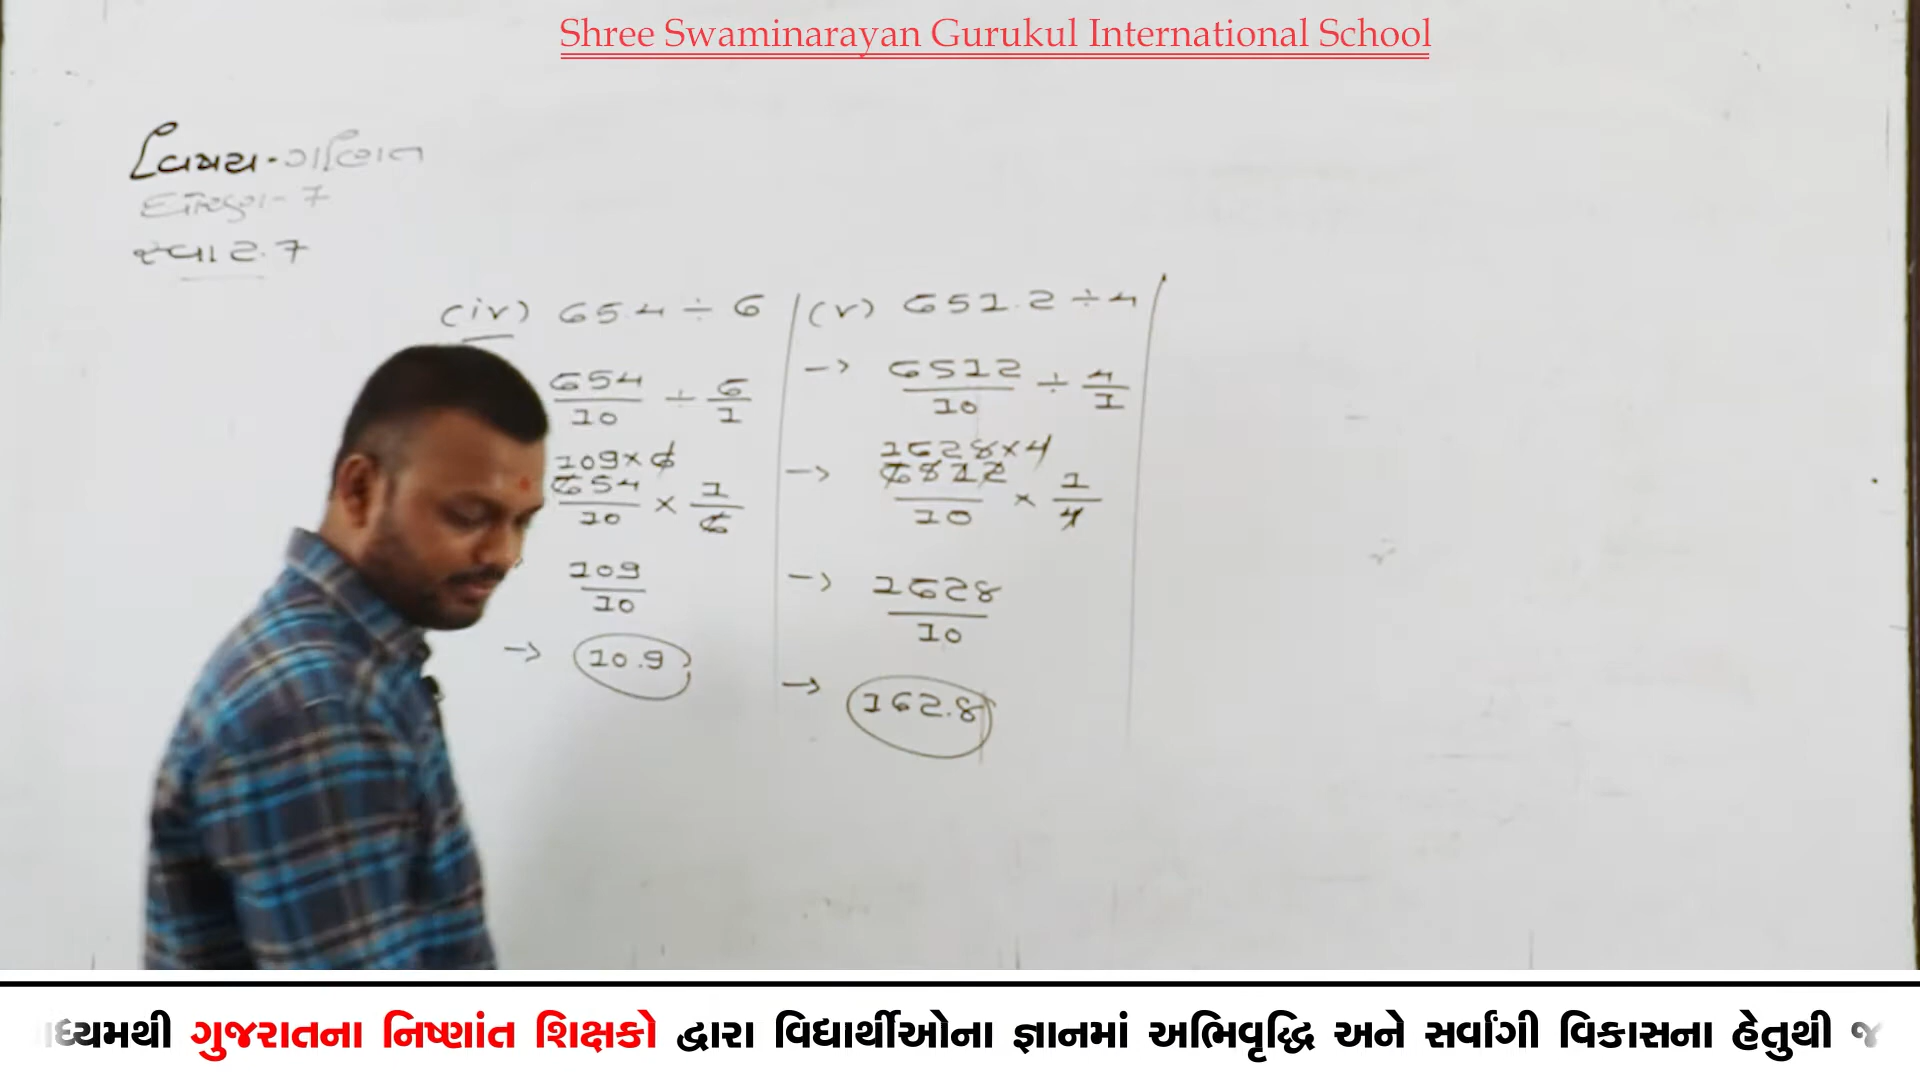 Shree Swaminarayan Gurukul International School
વિષય - ગણિત
ધોરણ - 7
સ્વા 2.7
(iv) 65.4 ÷ 6
654/10 ÷ 6/1
109 × 6
654/10 × 1/6
109/10
→ 10.9
(v) 651.2 ÷ 4
→ 6512/10 ÷ 4/1
1628 × 4
→ 6512/10 × 1/4
→ 1628/10
→ 162.8
ધ્યમથી ગુજરાતના નિષ્ણાંત શિક્ષકો દ્વારા વિદ્યાર્થીઓના જ્ઞાનમાં અભિવૃદ્ધિ અને સર્વાંગી વિકાસના હેતુથી જ